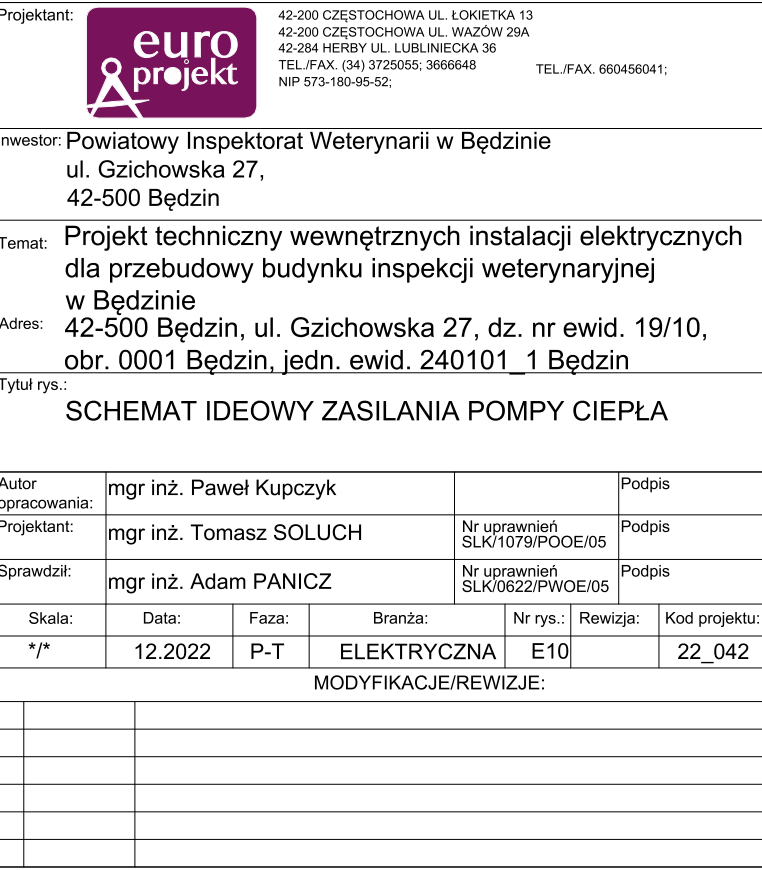 Projektant:
euro
projekt
42-200 CZĘSTOCHOWA UL. ŁOKIETKA 13
42-200 CZĘSTOCHOWA UL. WAZÓW 29A
42-284 HERBY UL. LUBLINIECKA 36
TEL./FAX. (34) 3725055; 3666648 TEL./FAX. 660456041;
NIP 573-180-95-52;
Inwestor: Powiatowy Inspektorat Weterynarii w Będzinie
ul. Gzichowska 27,
42-500 Będzin
Temat: Projekt techniczny wewnętrznych instalacji elektrycznych
dla przebudowy budynku inspekcji weterynaryjnej
w Będzinie
Adres: 42-500 Będzin, ul. Gzichowska 27, dz. nr ewid. 19/10,
obr. 0001 Będzin, jedn. ewid. 240101_1 Będzin
Tytuł rys.:
SCHEMAT IDEOWY ZASILANIA POMPY CIEPŁA
Autor
opracowania: mgr inż. Paweł Kupczyk Podpis
Projektant: mgr inż. Tomasz SOLUCH Nr uprawnień
SLK/1079/POOE/05 Podpis
Sprawdził: mgr inż. Adam PANICZ Nr uprawnień
SLK/0622/PWOE/05 Podpis
Skala: Data: Faza: Branża: Nr rys.: Rewizja: Kod projektu:
*/* 12.2022 P-T ELEKTRYCZNA E10 22_042
MODYFIKACJE/REWIZJE: